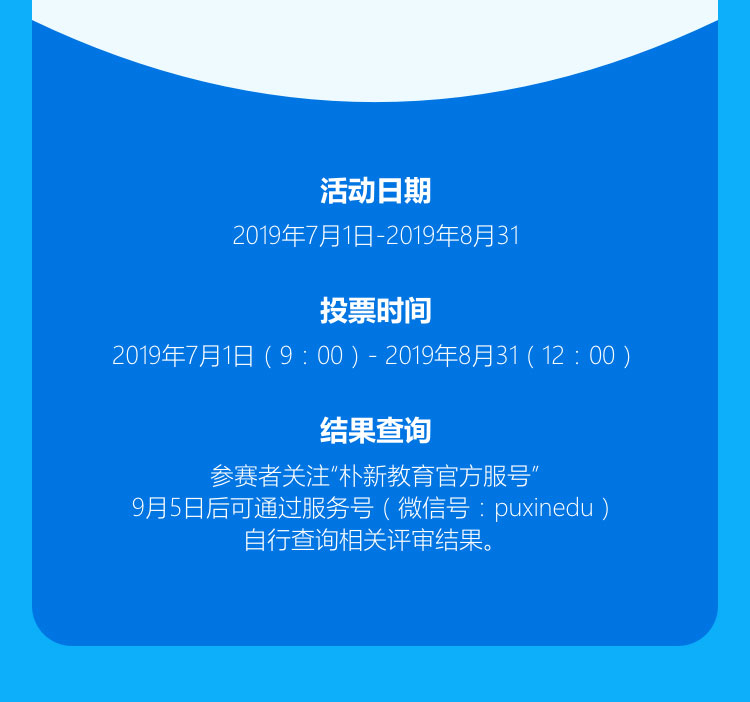 活动日期
2019年7月1日-2019年8月31
投票时间
2019年7月1日（9：00）- 2019年8月31（12：00）
结果查询
参赛者关注“朴新教育官方服号”
9月5日后可通过服务号（微信号：puxinedu）
自行查询相关评审结果。